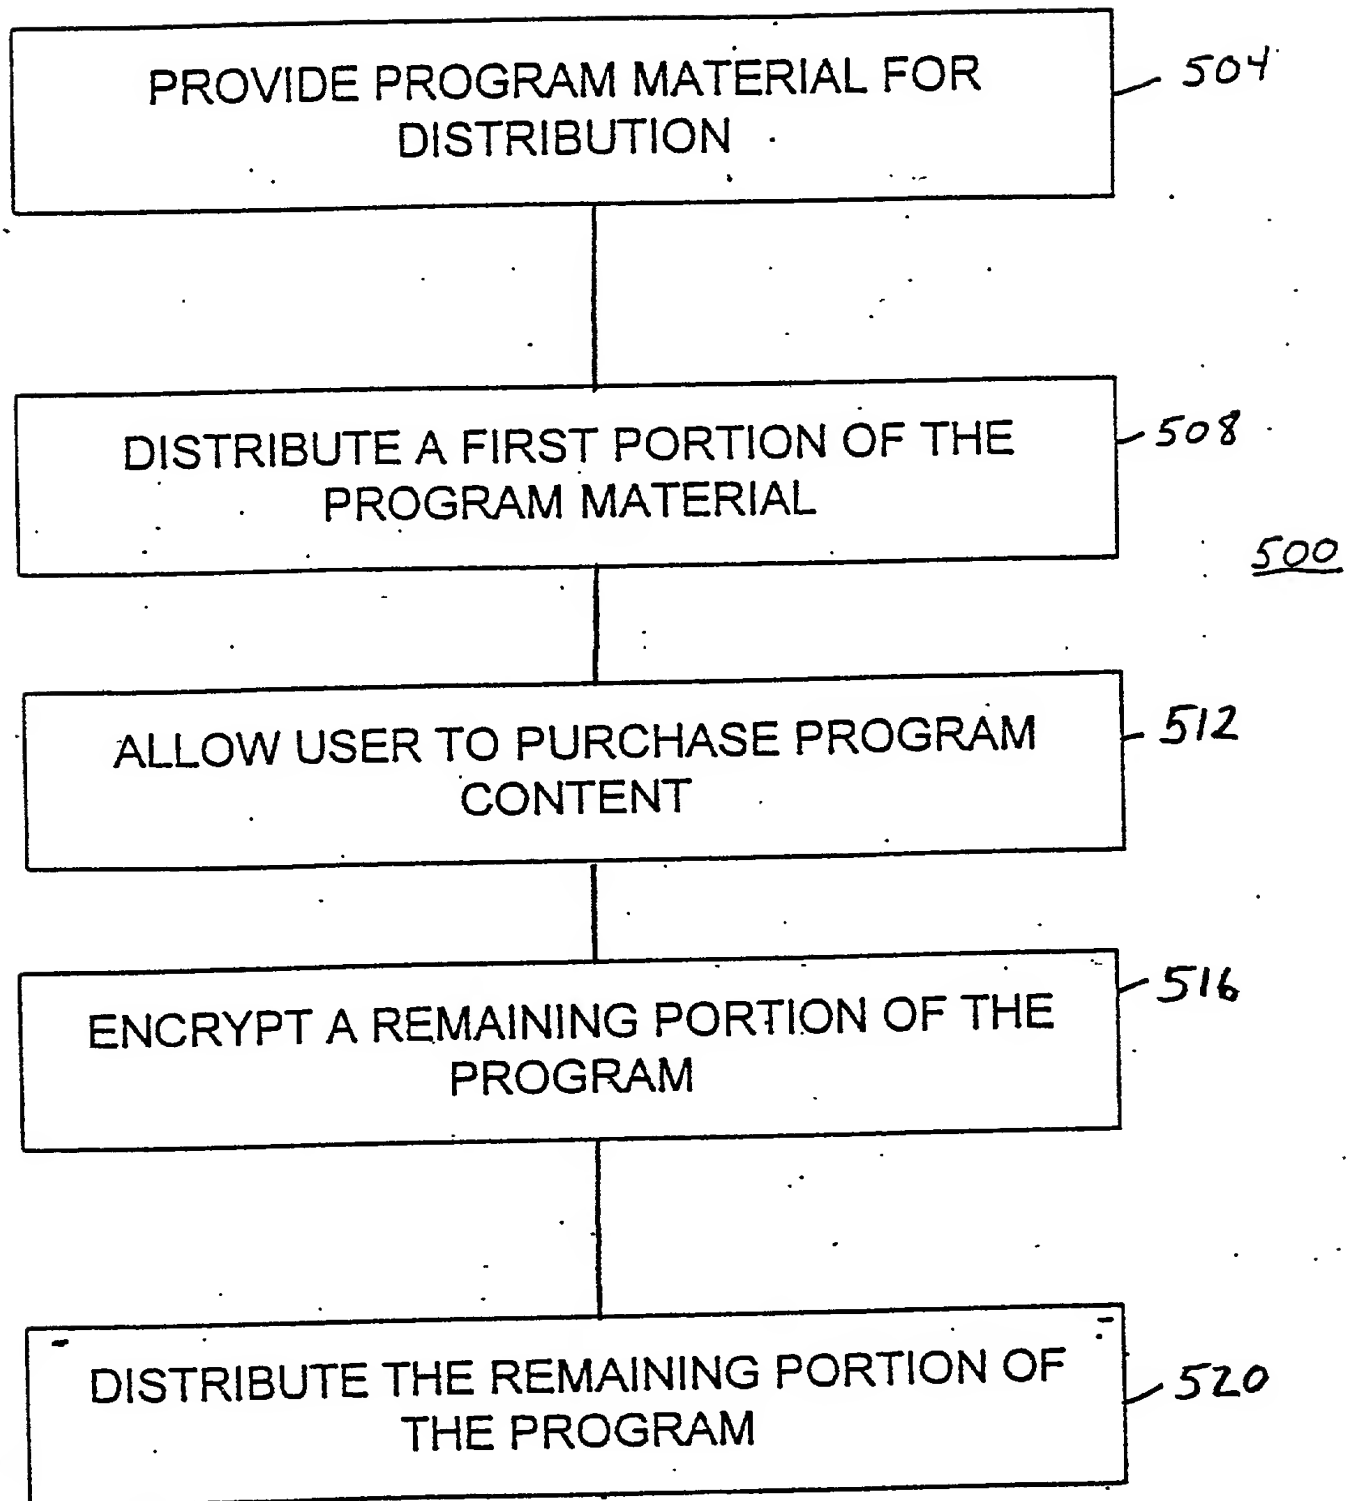 PROVIDE PROGRAM MATERIAL FOR
DISTRIBUTION
504
DISTRIBUTE A FIRST PORTION OF THE
PROGRAM MATERIAL
508
500
ALLOW USER TO PURCHASE PROGRAM
CONTENT
512
ENCRYPT A REMAINING PORTION OF THE
PROGRAM
516
DISTRIBUTE THE REMAINING PORTION OF
THE PROGRAM
520